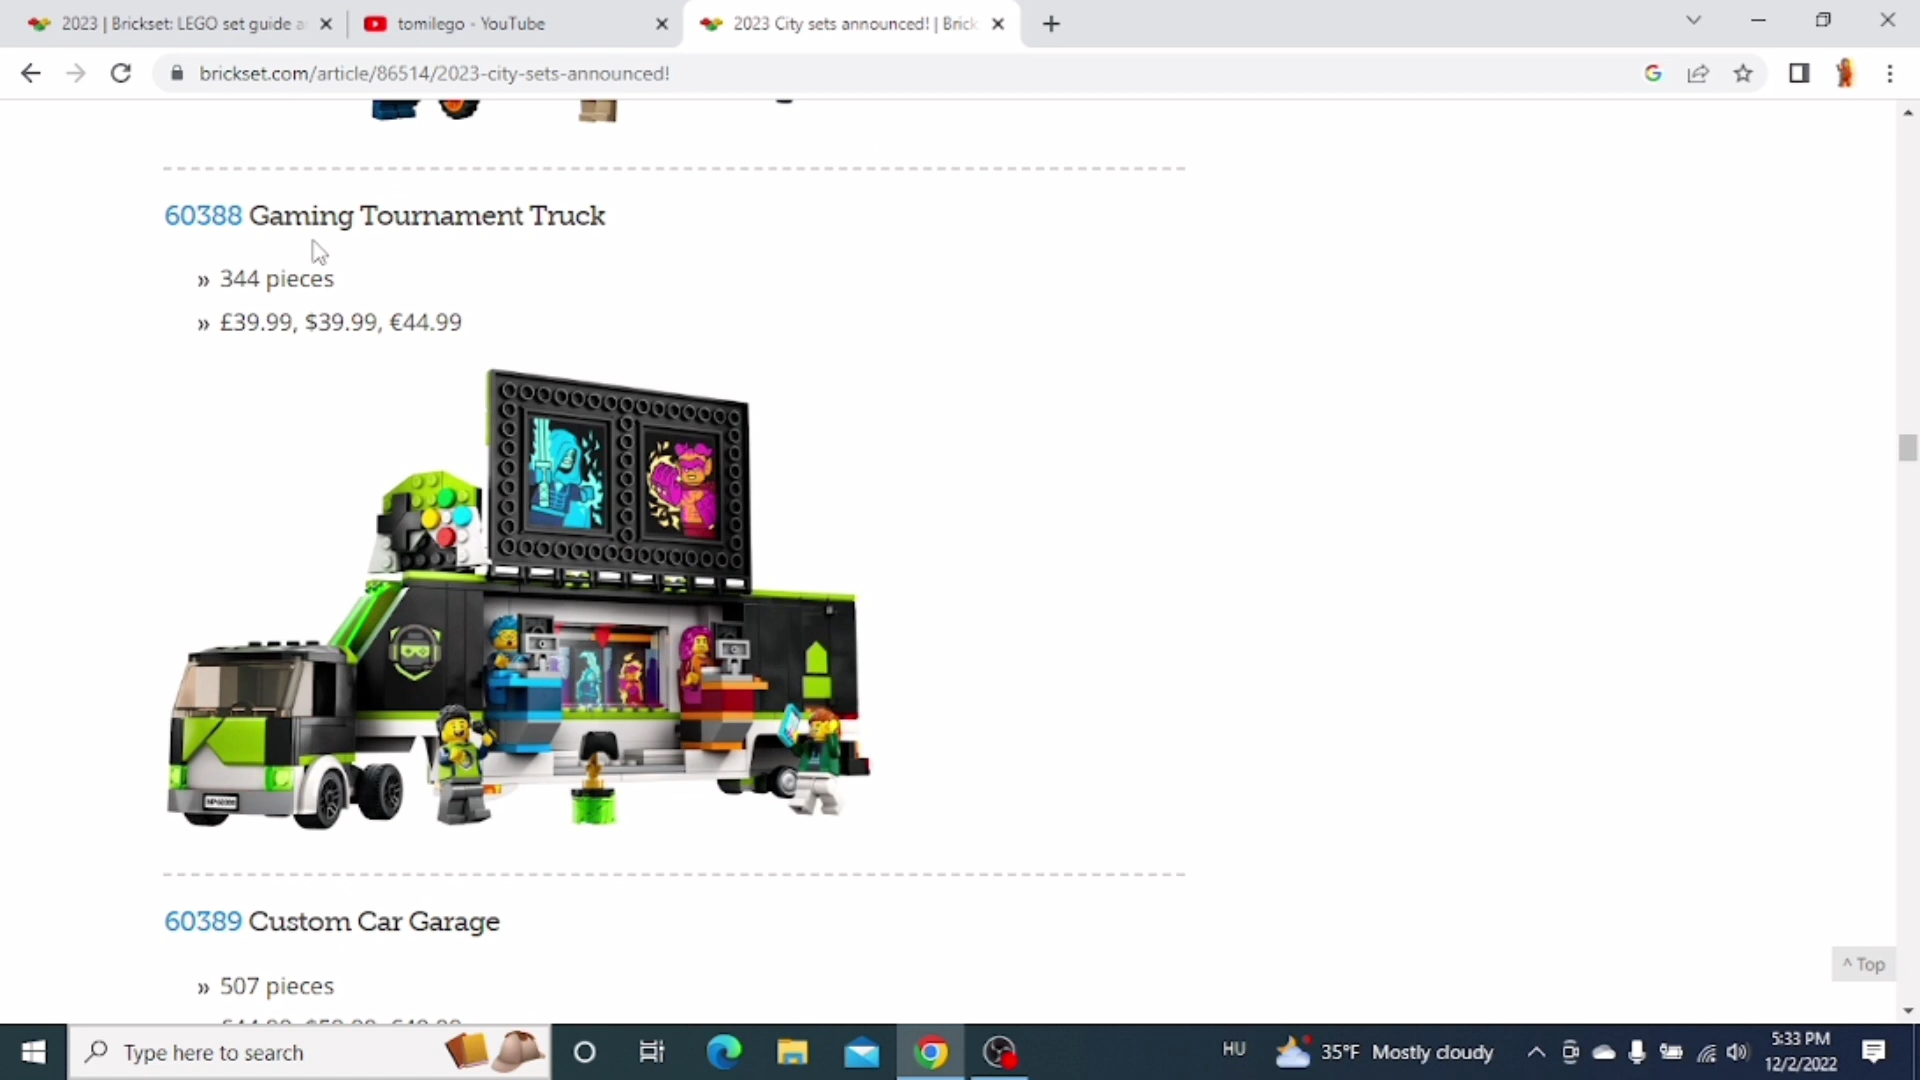 2023 | Brickset: LEGO set guide a
tomilego - YouTube
2023 City sets announced! | Brick
brickset.com/article/86514/2023-city-sets-announced!
60388 Gaming Tournament Truck
» 344 pieces
» £39.99, $39.99, €44.99
60389 Custom Car Garage
» 507 pieces
^ Top
Type here to search
HU
35°F Mostly cloudy
5:33 PM
12/2/2022